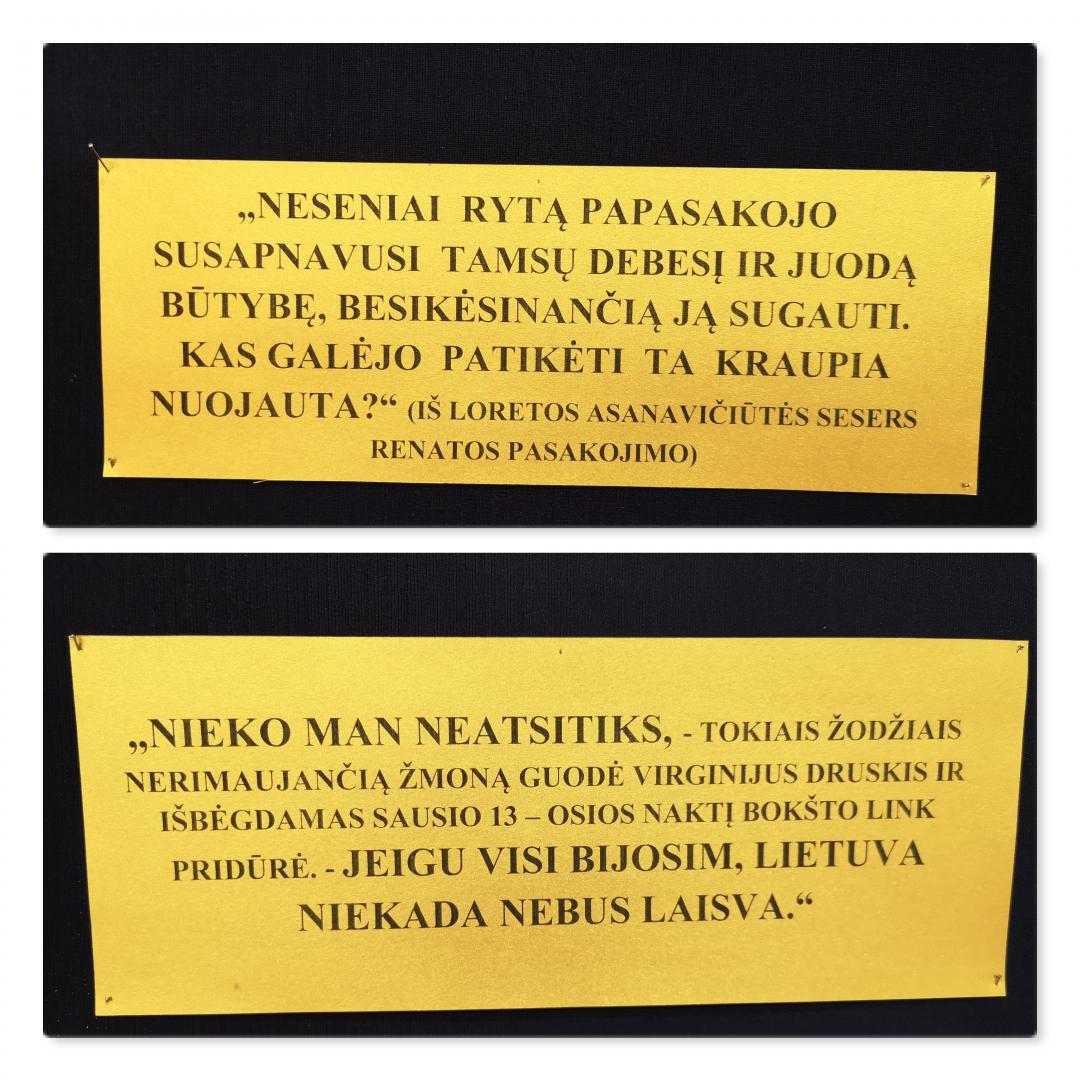 „NESENIAI RYTĄ PAPASAKOJO
SUSAPNAVUSI TAMSŲ DEBESĮ IR JUODĄ
BŪTYBĘ, BESIKĖSINANČIĄ JĄ SUGAUTI.
KAS GALĖJO PATIKĖTI TA KRAUPIA
NUOJAUTA?“ (IŠ LORETOS ASANAVIČIŪTĖS SESERS
RENATOS PASAKOJIMO)
„NIEKO MAN NEATSITIKS, - TOKIAIS ŽODŽIAIS
NERIMAUJANČIĄ ŽMONĄ GUODĖ VIRGINIJUS DRUSKIS IR
IŠBĖGDAMAS SAUSIO 13 – OSIOS NAKTĮ BOKŠTO LINK
PRIDŪRĖ. - JEIGU VISI BIJOSIM, LIETUVA
NIEKADA NEBUS LAISVA.“